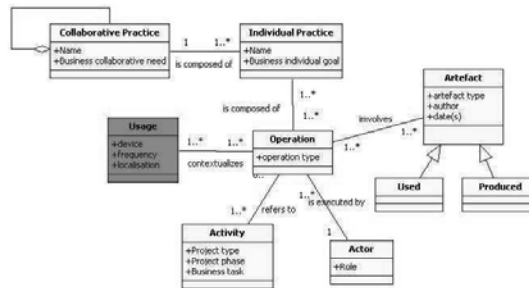 Collaborative Practice
+Name
+Business collaborative need
1
1..*
is composed of
Individual Practice
+Name
+Business individual goal
is composed of
1..*
1..*
Artefact
+artefact type
+author
+date(s)
involves
1..*
1..*
Usage
+device
+frequency
+localisation
1..*
1..*
contextualizes
Operation
+operation type
Used
Produced
1..*
refers to
1..*
is executed by
1
Activity
+Project type
+Project phase
+Business task
Actor
+Role